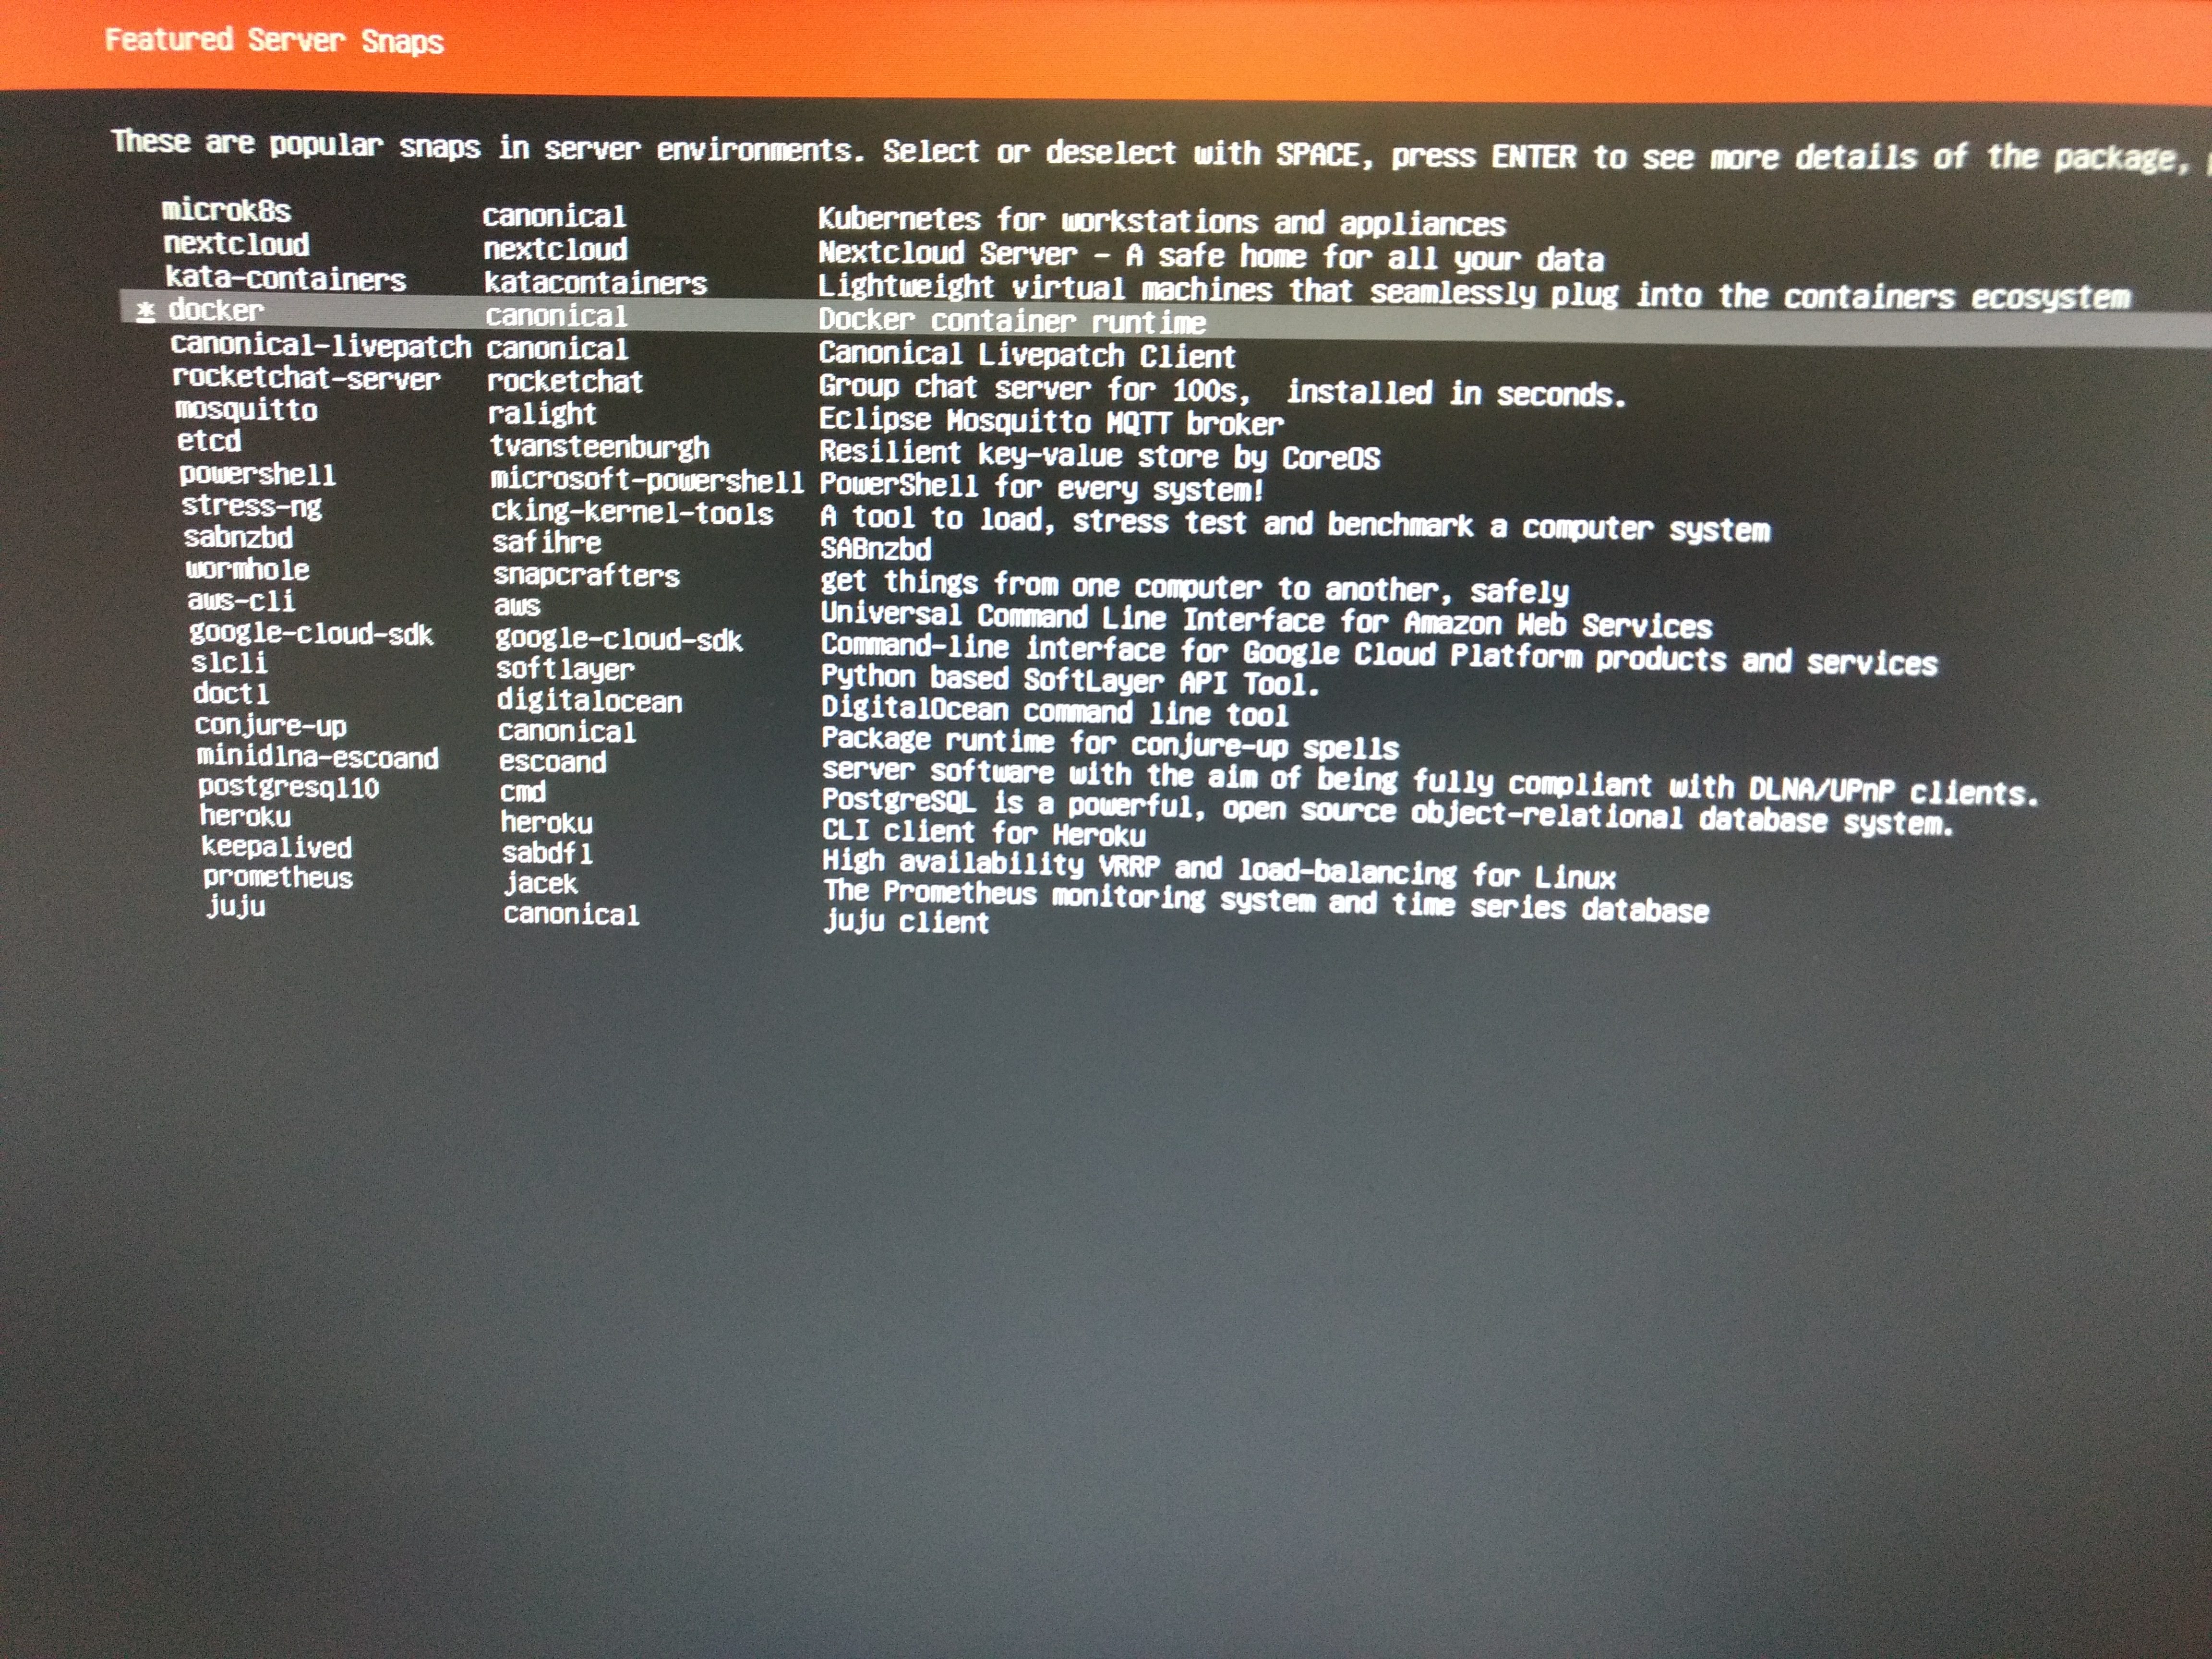 Featured Server Snaps
These are popular snaps in server environments. Select or deselect with SPACE, press ENTER to see more details of the package,
microk8s canonical Kubernetes for workstations and appliances
nextcloud nextcloud Nextcloud Server - A safe home for all your data
kata-containers katacontainers Lightweight virtual machines that seamlessly plug into the containers ecosystem
* docker canonical Docker container runtime
canonical-livepatch canonical Canonical Livepatch Client
rocketchat-server rocketchat Group chat server for 100s,  installed in seconds.
mosquitto ralight Eclipse Mosquitto MQTT broker
etcd tvansteenburgh Resilient key-value store by CoreOS
powershell microsoft-powershell PowerShell for every system!
stress-ng cking-kernel-tools A tool to load, stress test and benchmark a computer system
sabnzbd safihre SABnzbd
wormhole snapcrafters get things from one computer to another, safely
aws-cli aws Universal Command Line Interface for Amazon Web Services
google-cloud-sdk google-cloud-sdk Command-line interface for Google Cloud Platform products and services
slcli softlayer Python based SoftLayer API Tool.
doctl digitalocean DigitalOcean command line tool
conjure-up canonical Package runtime for conjure-up spells
minidlna-escoand escoand server software with the aim of being fully compliant with DLNA/UPnP clients.
postgresql10 cmd PostgreSQL is a powerful, open source object-relational database system.
heroku heroku CLI client for Heroku
keepalived sabdfl High availability VRRP and load-balancing for Linux
prometheus jacek The Prometheus monitoring system and time series database
juju canonical juju client